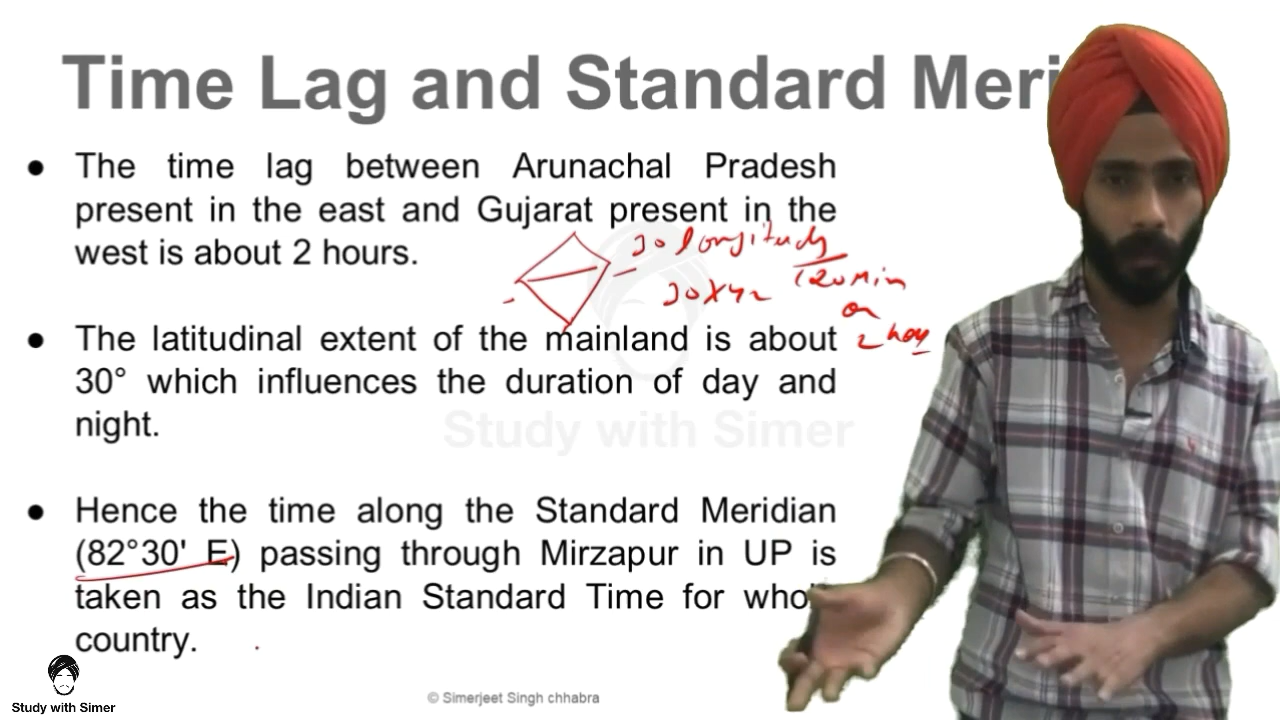 Time Lag and Standard Meri
● The time lag between Arunachal Pradesh
present in the east and Gujarat present in the
west is about 2 hours.
30 longitudy
120 Min
30X4=
or
2 hour
● The latitudinal extent of the mainland is about
30° which influences the duration of day and
night.
Study with Simer
● Hence the time along the Standard Meridian
(82°30' E) passing through Mirzapur in UP is
taken as the Indian Standard Time for whol
country.
Study with Simer
© Simerjeet Singh chhabra